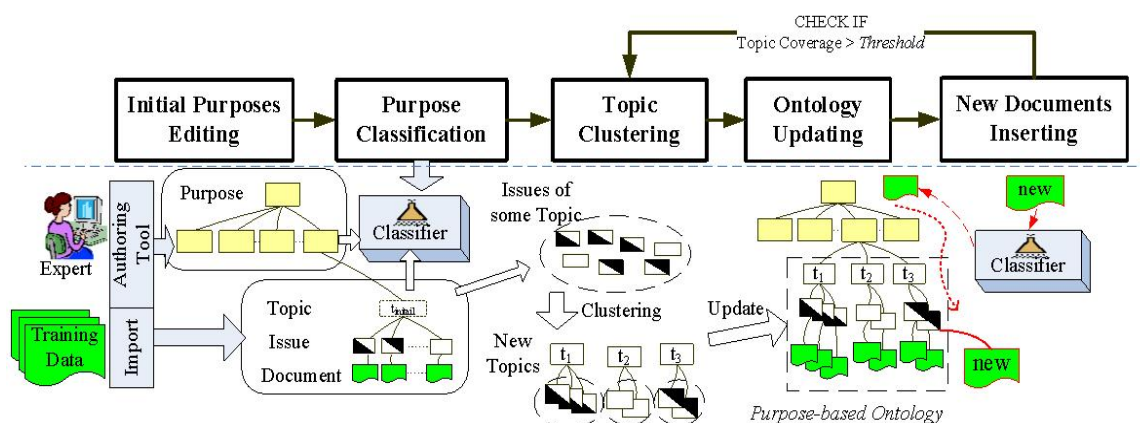 CHECK IF
Topic Coverage > Threshold
Initial Purposes
Editing
Purpose
Classification
Topic
Clustering
Ontology
Updating
New Documents
Inserting
Expert
Authoring
Tool
Purpose
Classifier
Issues of
some Topic
new
Classifier
Training
Data
Import
Topic
t initial
Issue
Document
Clustering
New
Topics
t1
t2
t3
Update
t1
t2
t3
new
Purpose-based Ontology